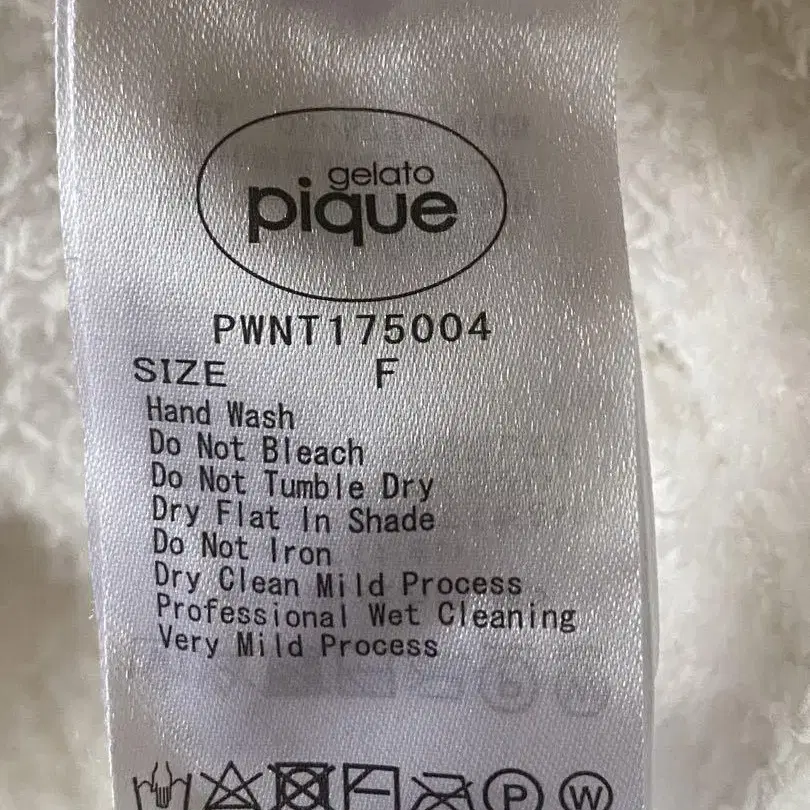 gelato
pique
PWNT175004
SIZE F
Hand Wash
Do Not Bleach
Do Not Tumble Dry
Dry Flat In Shade
Do Not Iron
Dry Clean Mild Process
Professional Wet Cleaning
Very Mild Process
P W